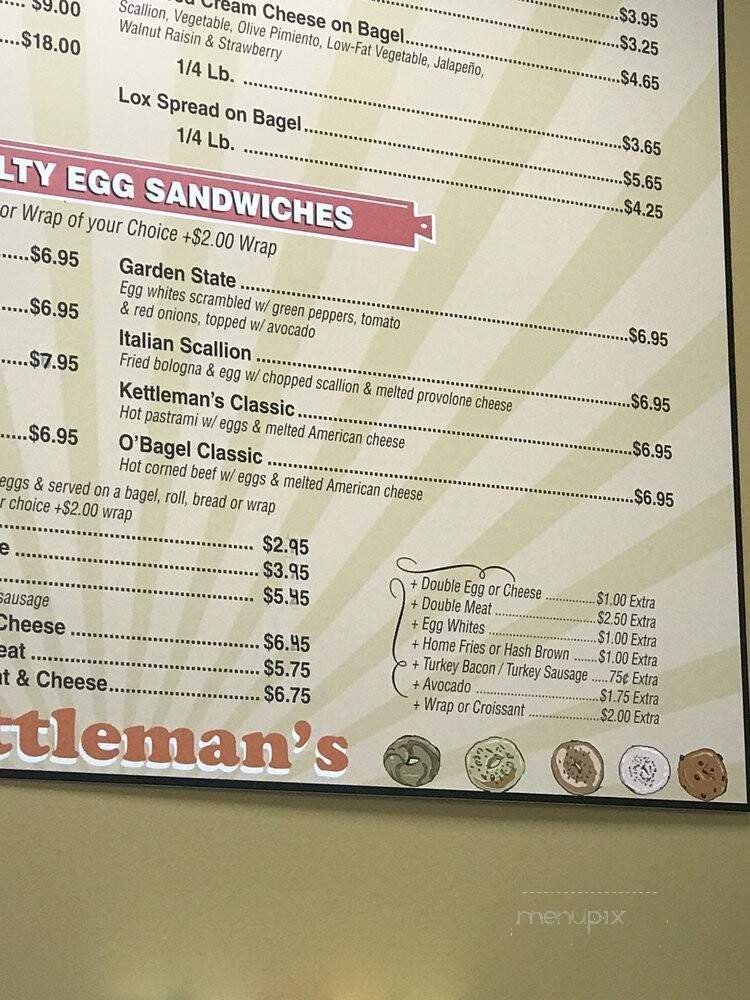 $9.00
$18.00
Cream Cheese on Bagel
Scallion, Vegetable, Olive Pimiento, Low-Fat Vegetable, Jalapeño,
Walnut Raisin & Strawberry
1/4 Lb.
Lox Spread on Bagel
1/4 Lb.
$3.95
$3.25
$4.65
$3.65
$5.65
$4.25
LTY EGG SANDWICHES
or Wrap of your Choice +$2.00 Wrap
$6.95
$6.95
$7.95
$6.95
Garden State $6.95
Egg whites scrambled w/ green peppers, tomato
& red onions, topped w/ avocado
Italian Scallion $6.95
Fried bologna & egg w/ chopped scallion & melted provolone cheese
Kettleman's Classic $6.95
Hot pastrami w/ eggs & melted American cheese
O'Bagel Classic $6.95
Hot corned beef w/ eggs & melted American cheese
eggs & served on a bagel, roll, bread or wrap
r choice +$2.00 wrap
$2.95
e $3.95
$5.45
sausage
Cheese $6.45
eat $5.75
at & Cheese $6.75
+ Double Egg or Cheese $1.00 Extra
+ Double Meat $2.50 Extra
+ Egg Whites $1.00 Extra
+ Home Fries or Hash Brown $1.00 Extra
+ Turkey Bacon / Turkey Sausage 75¢ Extra
+ Avocado $1.75 Extra
+ Wrap or Croissant $2.00 Extra
ttleman's
menupix